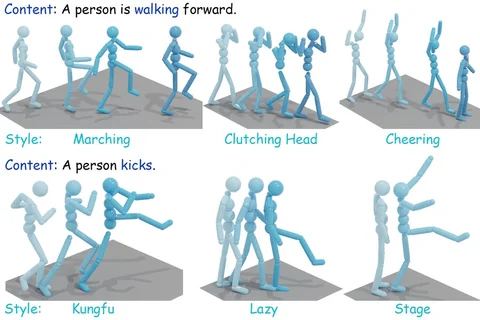 Content: A person is walking forward.
Style: Marching Clutching Head Cheering
Content: A person kicks.
Style: Kungfu Lazy Stage